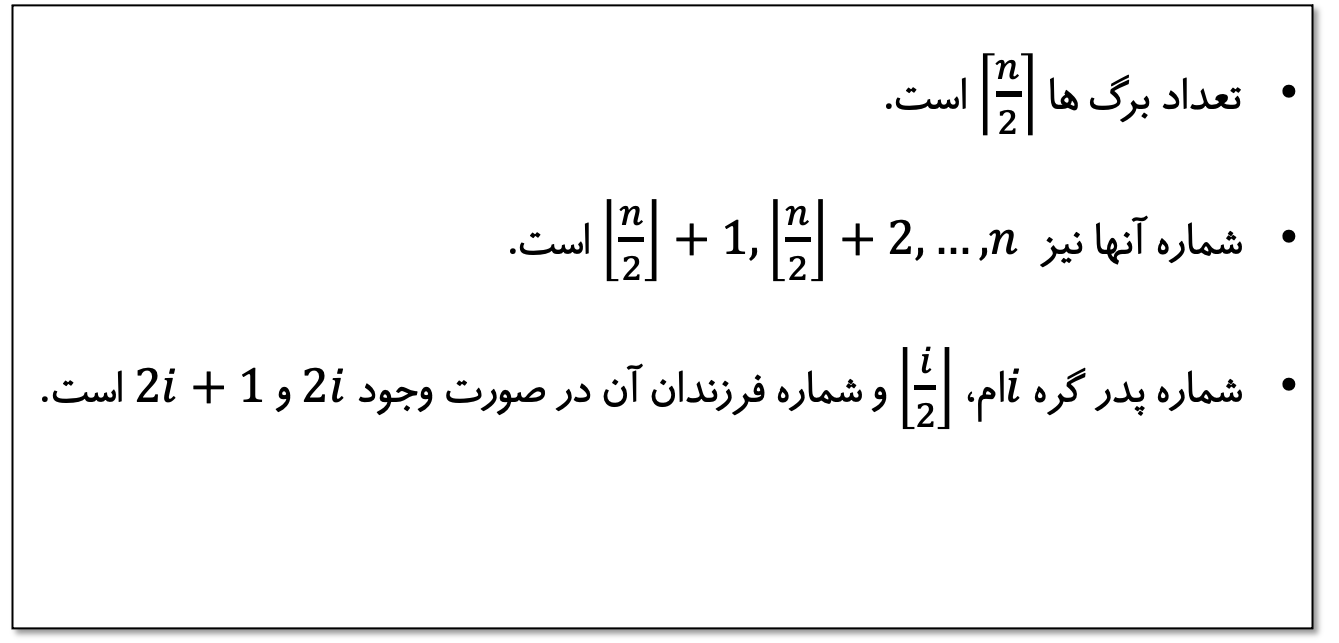 • تعداد برگ ها ⌈n/2⌉ است.
• شماره آنها نیز ⌊n/2⌋ + 1, ⌊n/2⌋ + 2, … ,n است.
• شماره پدر گره iام، ⌊i/2⌋ و شماره فرزندان آن در صورت وجود 2i و 2i + 1 است.